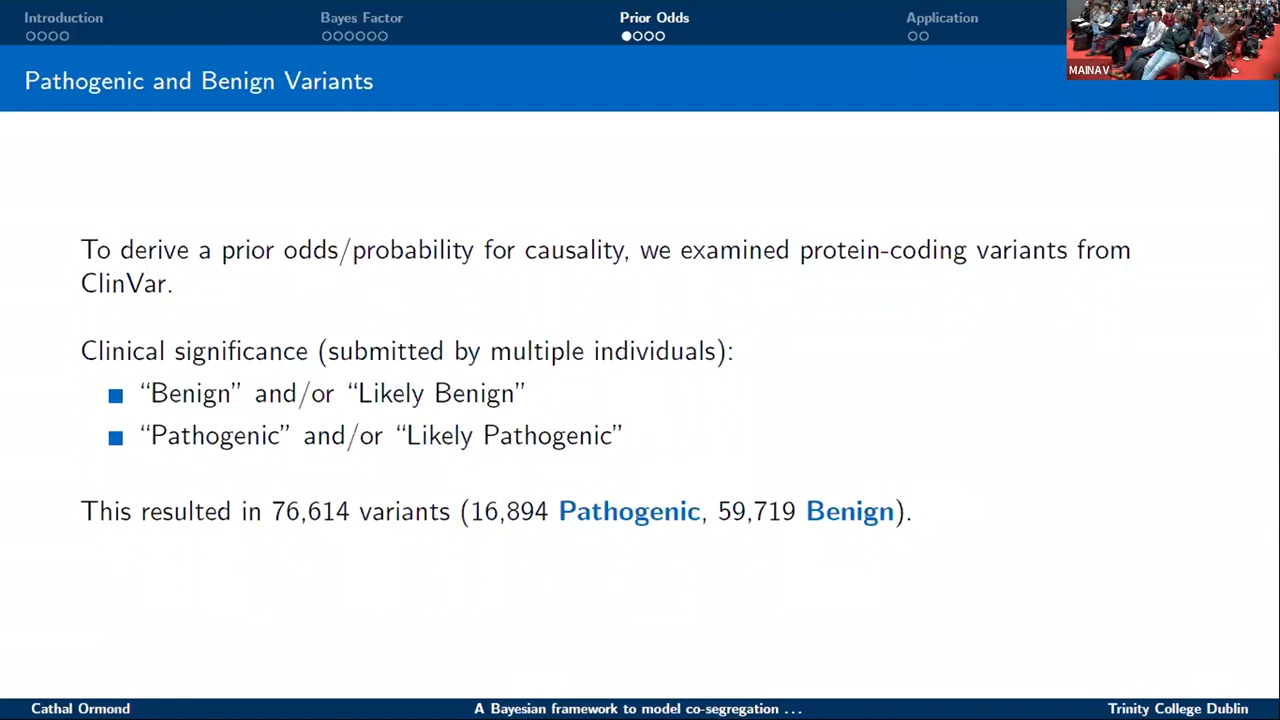 Introduction
Bayes Factor
Prior Odds
Application
MAINAV
Pathogenic and Benign Variants
To derive a prior odds/probability for causality, we examined protein-coding variants from
ClinVar.
Clinical significance (submitted by multiple individuals):
“Benign” and/or “Likely Benign”
“Pathogenic” and/or “Likely Pathogenic”
This resulted in 76,614 variants (16,894 Pathogenic, 59,719 Benign).
Cathal Ormond
A Bayesian framework to model co-segregation ...
Trinity College Dublin